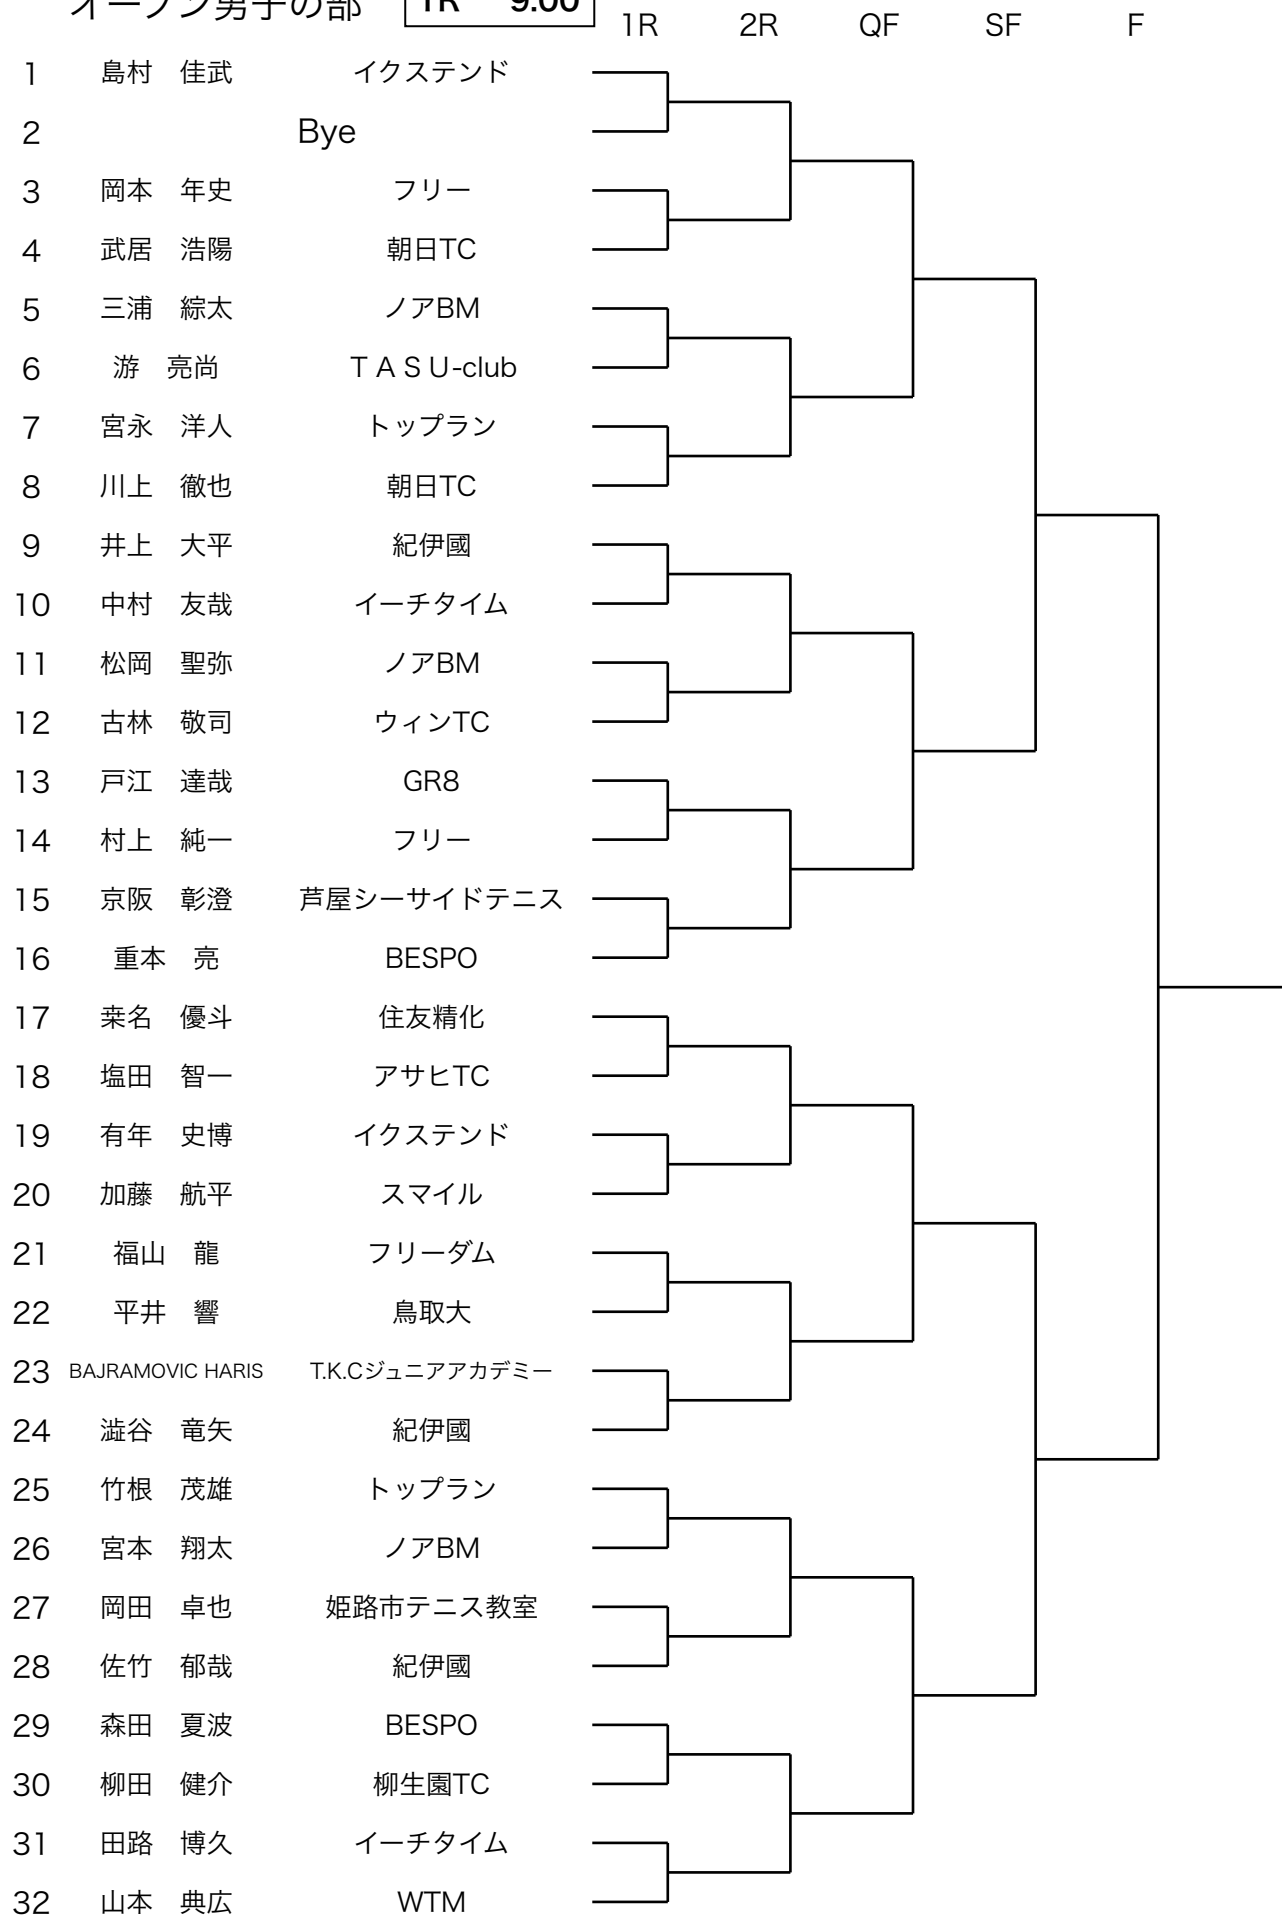 オープン男子の部 1R 9:00
1R 2R QF SF F
1 島村 佳武 イクステンド
2 Bye
3 岡本 年史 フリー
4 武居 浩陽 朝日TC
5 三浦 綜太 ノアBM
6 游 亮尚 ＴＡＳＵ-club
7 宮永 洋人 トップラン
8 川上 徹也 朝日TC
9 井上 大平 紀伊國
10 中村 友哉 イーチタイム
11 松岡 聖弥 ノアBM
12 古林 敬司 ウィンTC
13 戸江 達哉 GR8
14 村上 純一 フリー
15 京阪 彰澄 芦屋シーサイドテニス
16 重本 亮 BESPO
17 桒名 優斗 住友精化
18 塩田 智一 アサヒTC
19 有年 史博 イクステンド
20 加藤 航平 スマイル
21 福山 龍 フリーダム
22 平井 響 鳥取大
23 BAJRAMOVIC HARIS T.K.Cジュニアアカデミー
24 澁谷 竜矢 紀伊國
25 竹根 茂雄 トップラン
26 宮本 翔太 ノアBM
27 岡田 卓也 姫路市テニス教室
28 佐竹 郁哉 紀伊國
29 森田 夏波 BESPO
30 柳田 健介 柳生園TC
31 田路 博久 イーチタイム
32 山本 典広 WTM